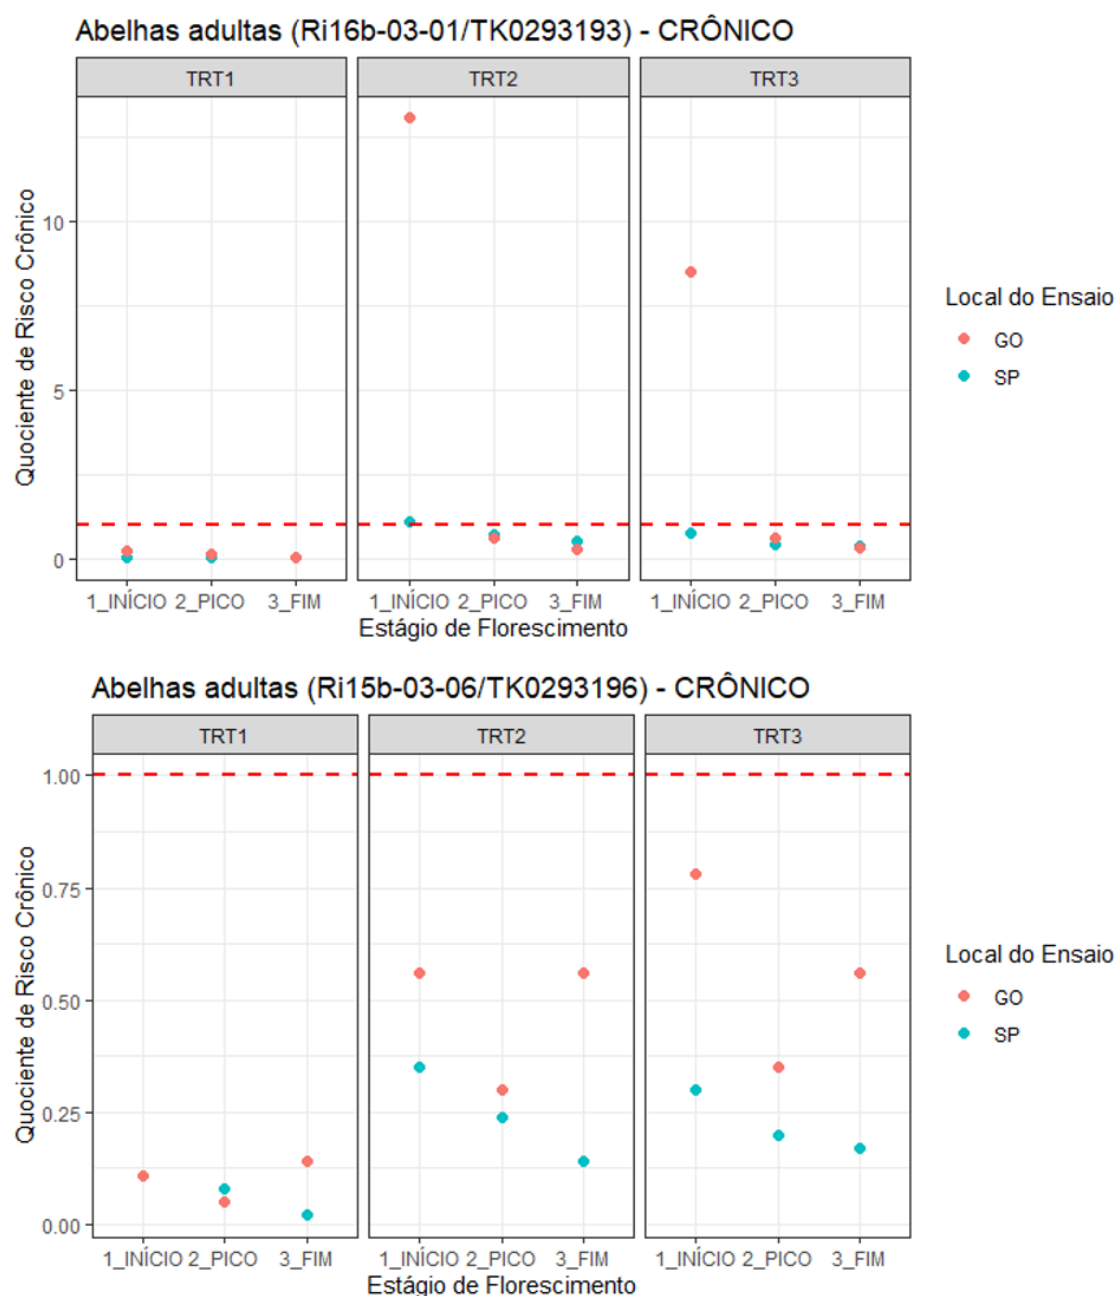 Abelhas adultas (Ri16b-03-01/TK0293193) - CRÔNICO
TRT1 TRT2 TRT3
Quociente de Risco Crônico
10
5
0
1_INÍCIO 2_PICO 3_FIM 1_INÍCIO 2_PICO 3_FIM 1_INÍCIO 2_PICO 3_FIM
Estágio de Florescimento
Local do Ensaio
GO
SP
Abelhas adultas (Ri15b-03-06/TK0293196) - CRÔNICO
TRT1 TRT2 TRT3
Quociente de Risco Crônico
1.00
0.75
0.50
0.25
0.00
1_INÍCIO 2_PICO 3_FIM 1_INÍCIO 2_PICO 3_FIM 1_INÍCIO 2_PICO 3_FIM
Estágio de Florescimento
Local do Ensaio
GO
SP